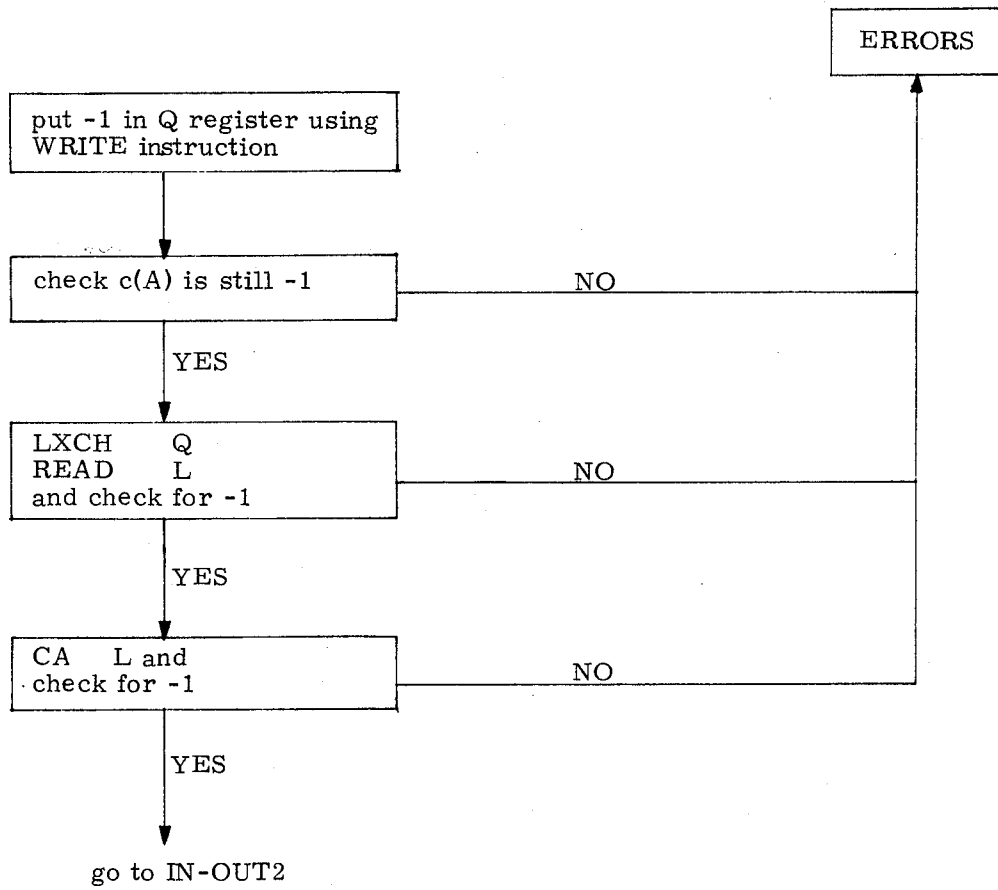 ERRORS
put -1 in Q register using
WRITE instruction
check c(A) is still -1
NO
YES
LXCH Q
READ L
and check for -1
NO
YES
CA L and
check for -1
NO
YES
go to IN-OUT2